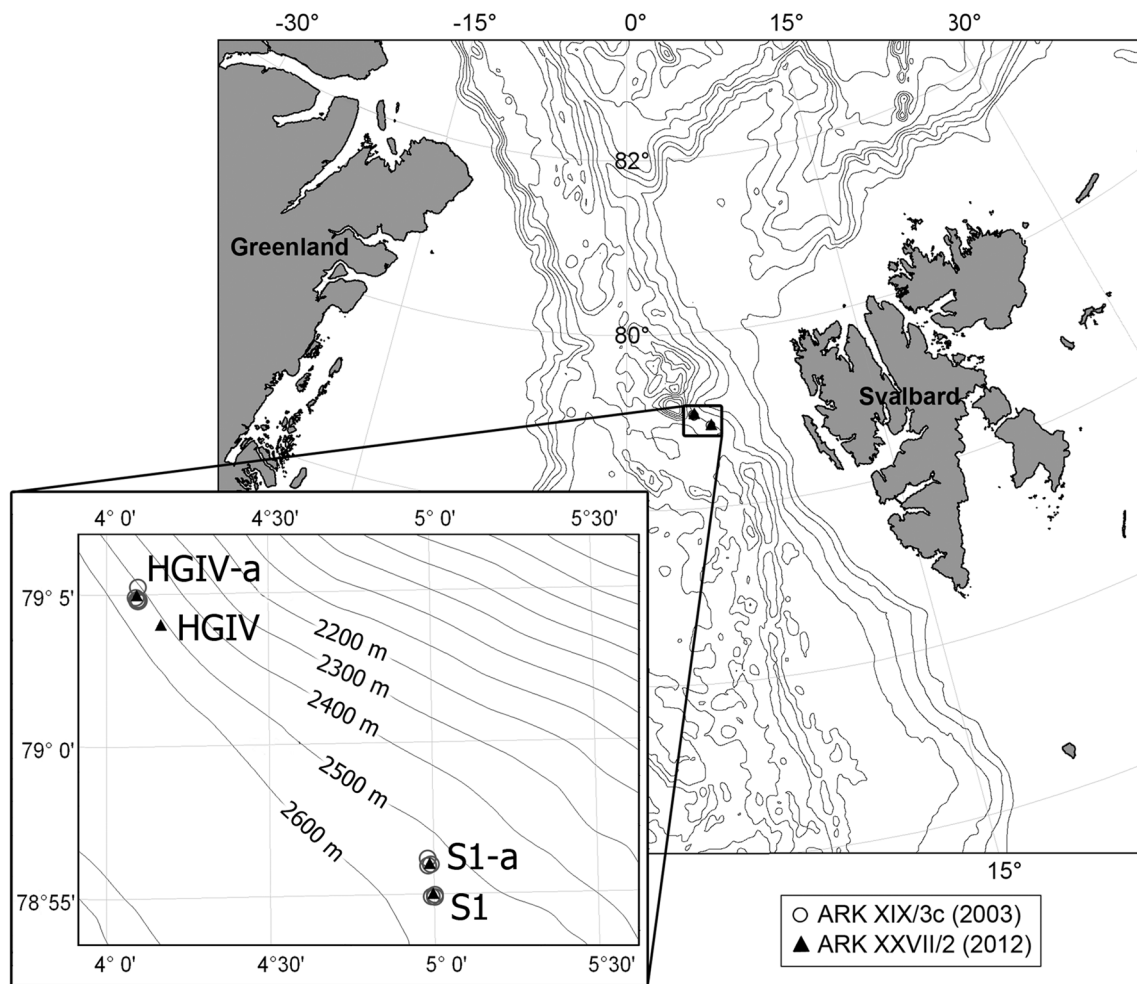 -30° -15° 0° 15° 30°
82°
Greenland
80°
Svalbard
4° 0' 4°30' 5° 0' 5°30'
HGIV-a
79° 5'
HGIV
2200 m
2300 m
2400 m
79° 0'
2500 m
2600 m
S1-a
15°
78°55'
S1
ARK XIX/3c (2003)
ARK XXVII/2 (2012)
4° 0' 4°30' 5° 0' 5°30'